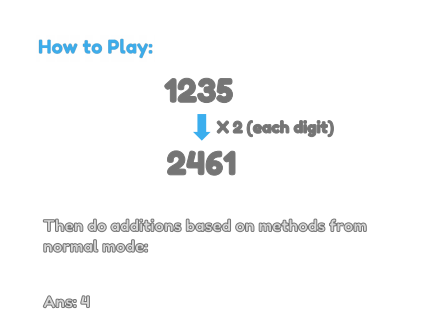 How to Play:
1235
X 2 (each digit)
2461
Then do additions based on methods from
normal mode:
Ans: 4